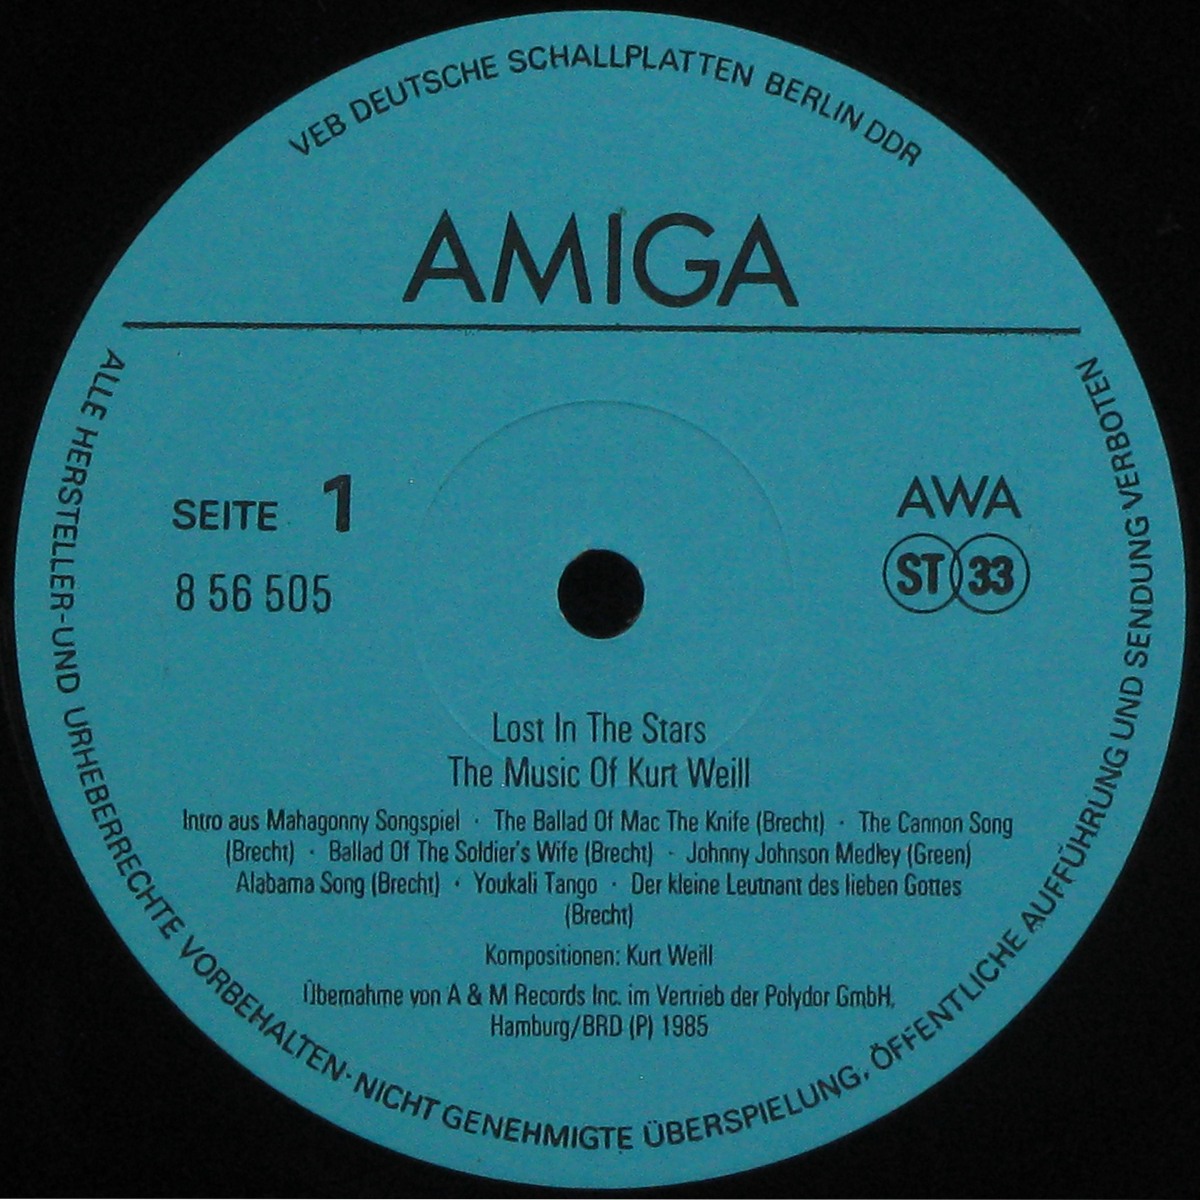 VEB DEUTSCHE SCHALLPLATTEN BERLIN DDR
AMIGA
SEITE 1
8 56 505
AWA
ST 33
Lost In The Stars
The Music Of Kurt Weill
Intro aus Mahagonny Songspiel · The Ballad Of Mac The Knife (Brecht) · The Cannon Song
(Brecht) · Ballad Of The Soldier's Wife (Brecht) · Johnny Johnson Medley (Green)
Alabama Song (Brecht) · Youkali Tango · Der kleine Leutnant des lieben Gottes
(Brecht)
Kompositionen: Kurt Weill
Übernahme von A & M Records Inc. im Vertrieb der Polydor GmbH,
Hamburg/BRD (P) 1985
ALLE HERSTELLER-UND URHEBERRECHTE VORBEHALTEN·NICHT GENEHMIGTE ÜBERSPIELUNG, ÖFFENTLICHE AUFFÜHRUNG UND SENDUNG VERBOTEN